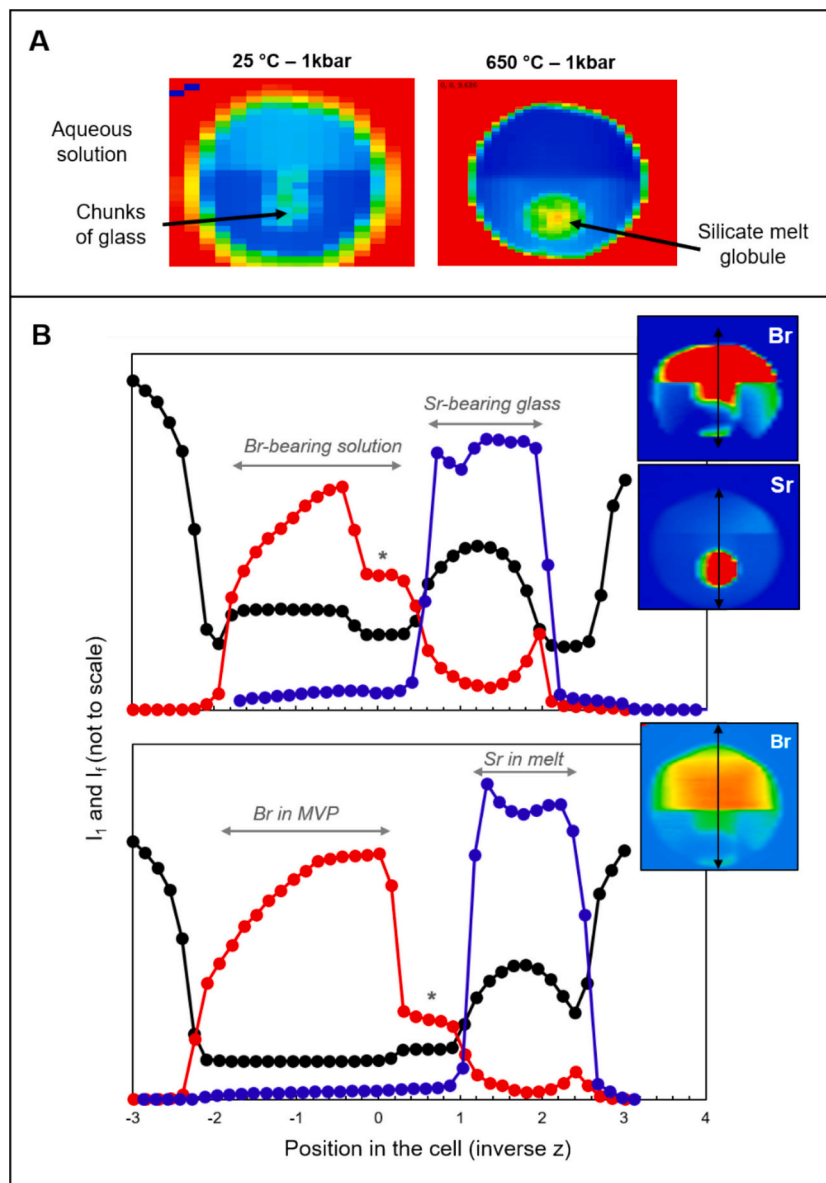 A
25 °C – 1kbar
650 °C – 1kbar
Aqueous
solution
Chunks
of glass
Silicate melt
globule
B
Br
Sr-bearing glass
Br-bearing solution
*
Sr
Br
Sr in melt
Br in MVP
*
I₁ and I_f (not to scale)
-3 -2 -1 0 1 2 3 4
Position in the cell (inverse z)